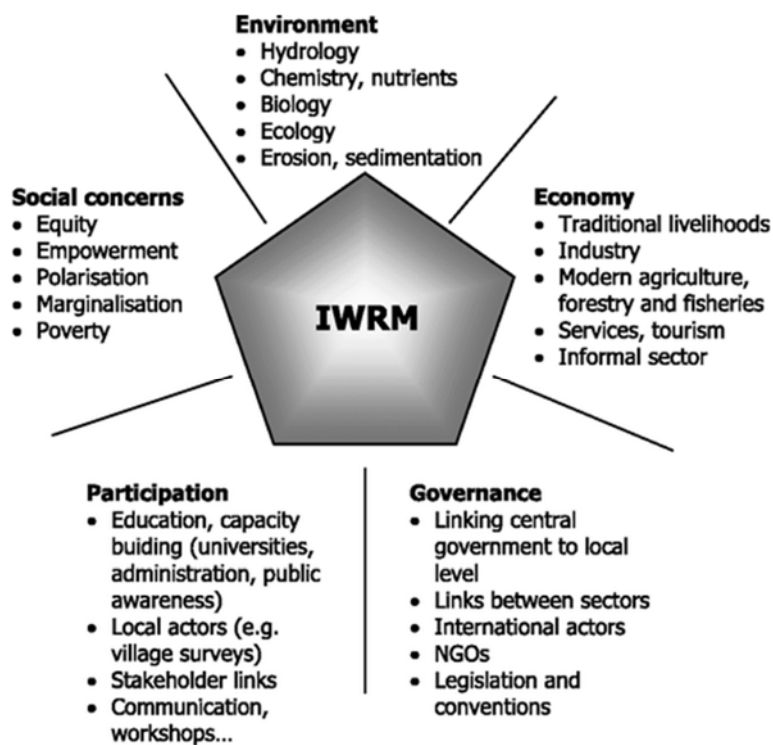 Environment
• Hydrology
• Chemistry, nutrients
• Biology
• Ecology
• Erosion, sedimentation
Social concerns
• Equity
• Empowerment
• Polarisation
• Marginalisation
• Poverty
Economy
• Traditional livelihoods
• Industry
• Modern agriculture,
forestry and fisheries
• Services, tourism
• Informal sector
IWRM
Participation
• Education, capacity
buiding (universities,
administration, public
awareness)
• Local actors (e.g.
village surveys)
• Stakeholder links
• Communication,
workshops...
Governance
• Linking central
government to local
level
• Links between sectors
• International actors
• NGOs
• Legislation and
conventions